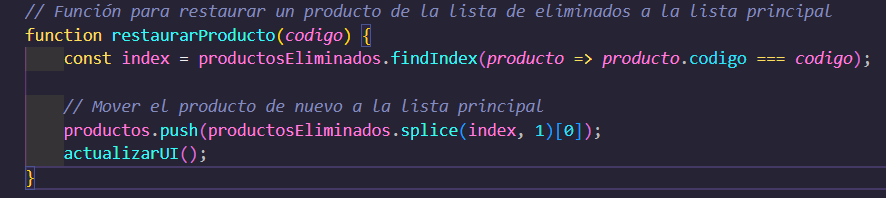 // Función para restaurar un producto de la lista de eliminados a la lista principal
function restaurarProducto(codigo) {
    const index = productosEliminados.findIndex(producto => producto.codigo === codigo);

    // Mover el producto de nuevo a la lista principal
    productos.push(productosEliminados.splice(index, 1)[0]);
    actualizarUI();
}